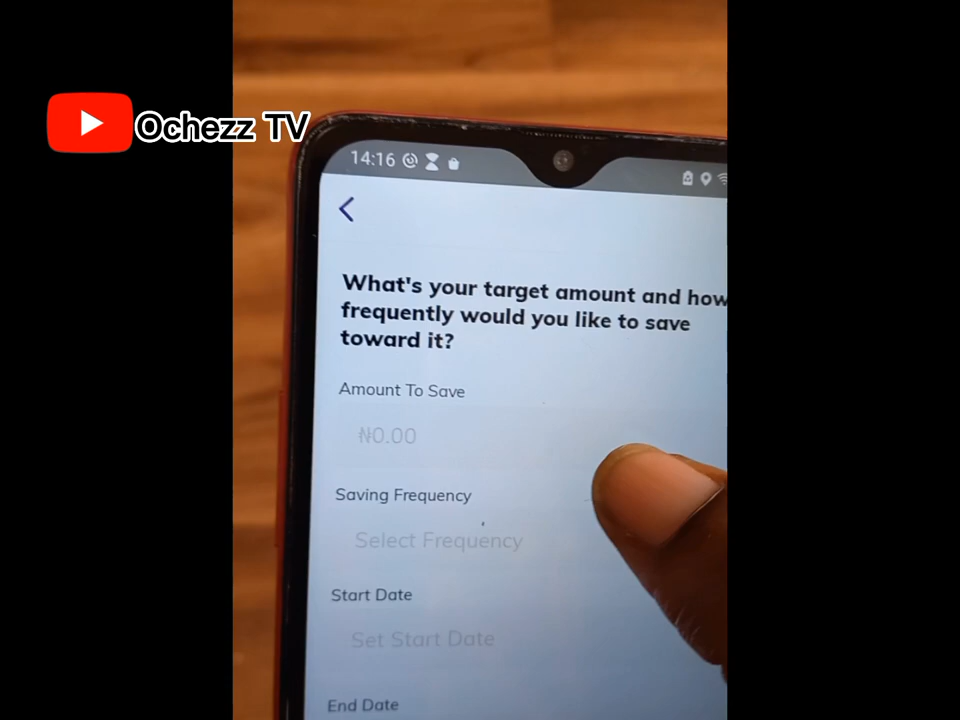 Ochezz TV
14:16
What's your target amount and how
frequently would you like to save
toward it?
Amount To Save
₦0.00
Saving Frequency
Select Frequency
Start Date
Set Start Date
End Date